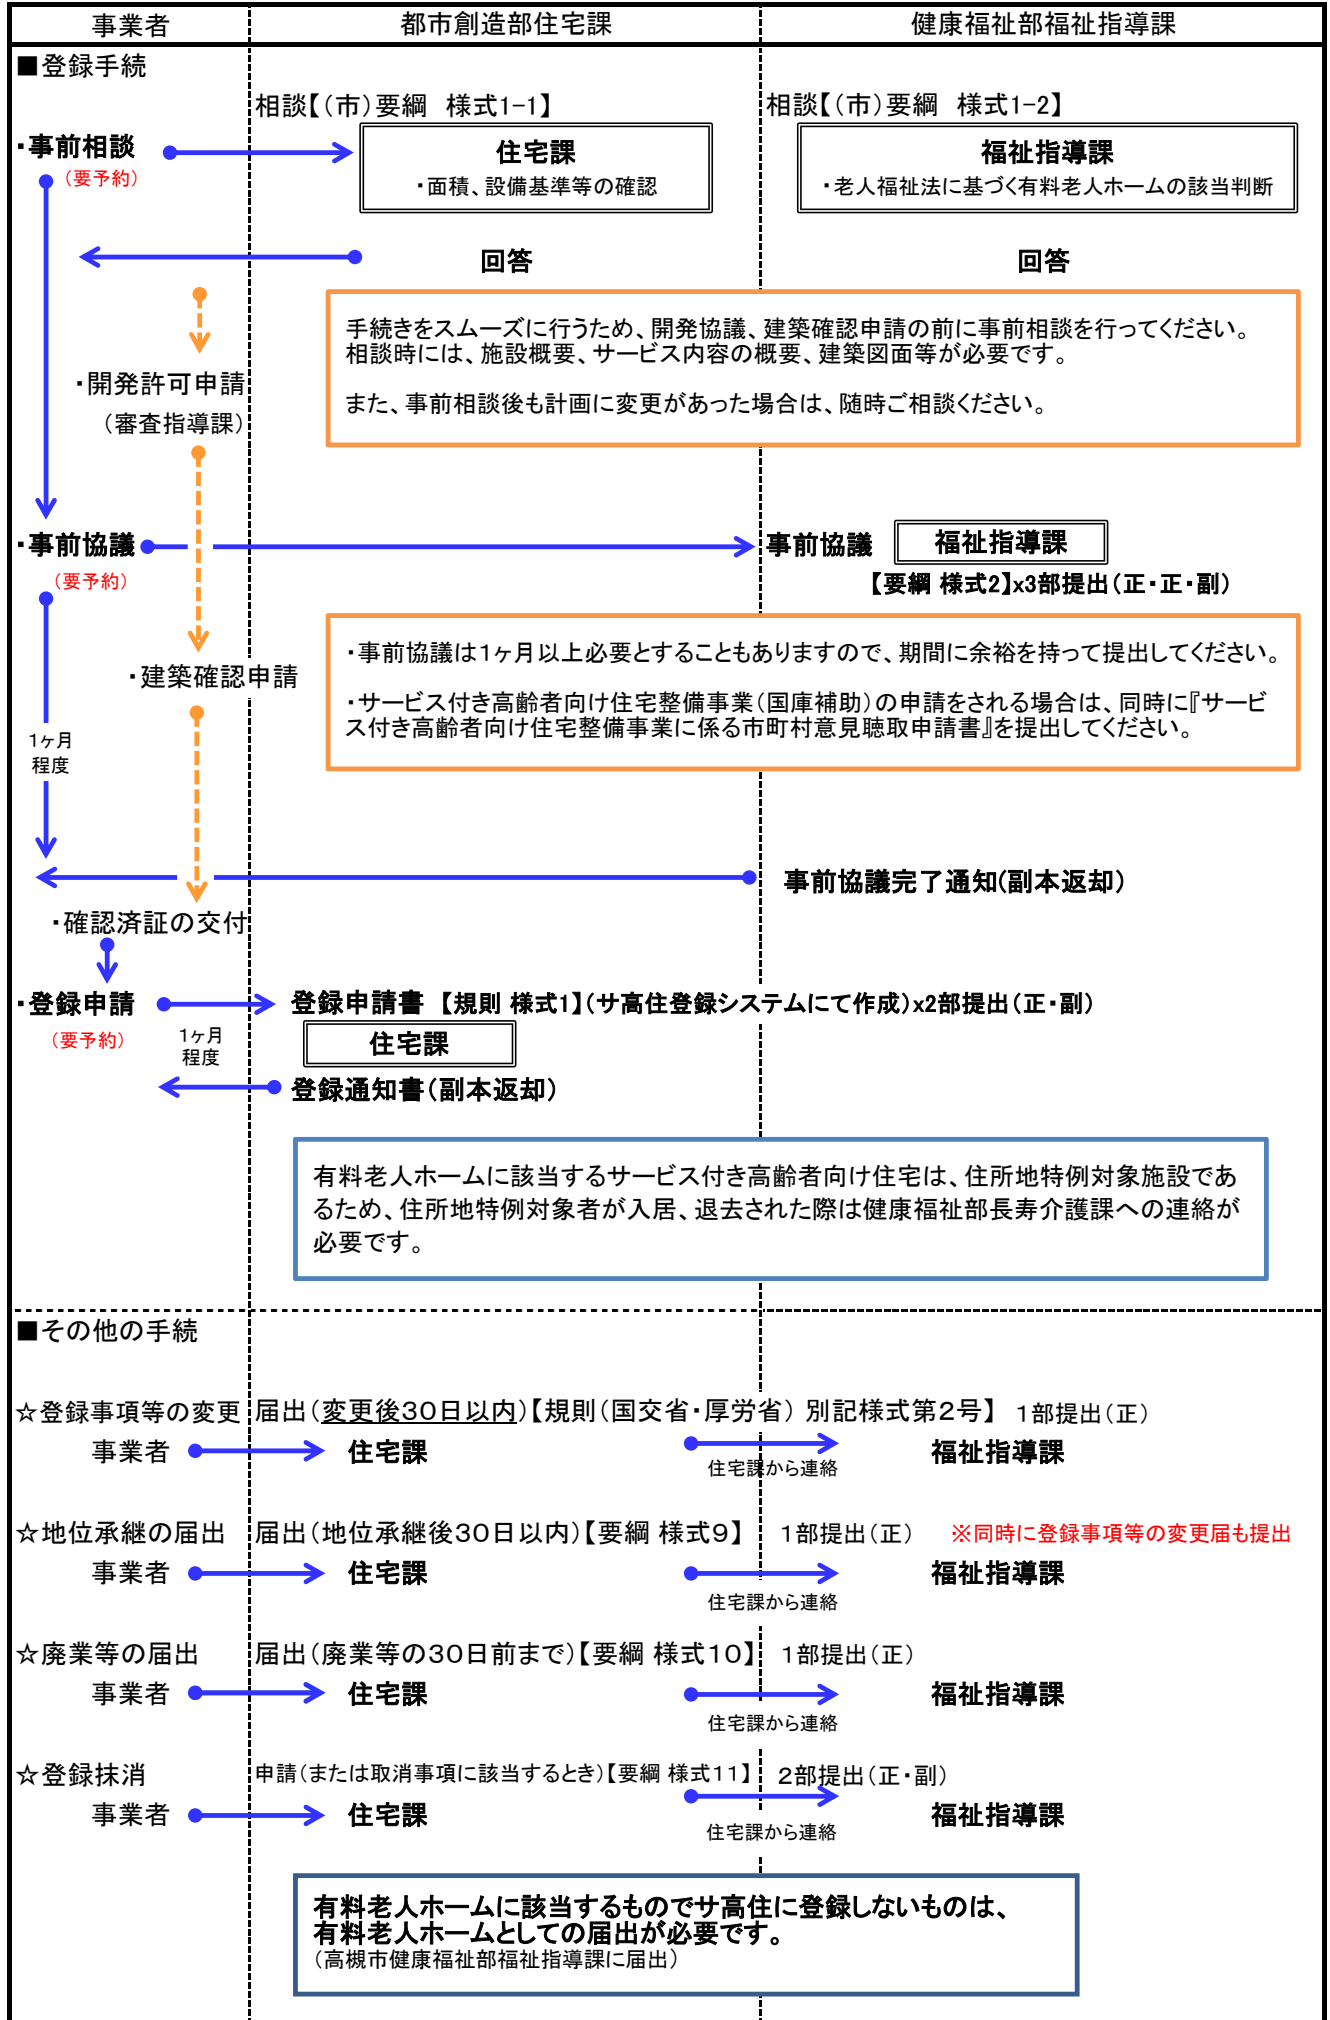 事業者
都市創造部住宅課
健康福祉部福祉指導課
■登録手続
相談【(市)要綱　様式1-1】
相談【(市)要綱　様式1-2】
・事前相談
(要予約)
住宅課
・面積、設備基準等の確認
福祉指導課
・老人福祉法に基づく有料老人ホームの該当判断
回答
回答
手続きをスムーズに行うため、開発協議、建築確認申請の前に事前相談を行ってください。
相談時には、施設概要、サービス内容の概要、建築図面等が必要です。
また、事前相談後も計画に変更があった場合は、随時ご相談ください。
・開発許可申請
(審査指導課)
・事前協議
(要予約)
事前協議
福祉指導課
【要綱 様式2】x3部提出(正・正・副)
・事前協議は1ヶ月以上必要とすることもありますので、期間に余裕を持って提出してください。
・サービス付き高齢者向け住宅整備事業(国庫補助)の申請をされる場合は、同時に『サービ
ス付き高齢者向け住宅整備事業に係る市町村意見聴取申請書』を提出してください。
・建築確認申請
1ヶ月
程度
事前協議完了通知(副本返却)
・確認済証の交付
・登録申請
(要予約)
1ヶ月
程度
登録申請書 【規則 様式1】(サ高住登録システムにて作成)x2部提出(正・副)
住宅課
登録通知書(副本返却)
有料老人ホームに該当するサービス付き高齢者向け住宅は、住所地特例対象施設であ
るため、住所地特例対象者が入居、退去された際は健康福祉部長寿介護課への連絡が
必要です。
■その他の手続
☆登録事項等の変更
届出(変更後30日以内)【規則(国交省・厚労省) 別記様式第2号】 1部提出(正)
事業者
住宅課
住宅課から連絡
福祉指導課
☆地位承継の届出
届出(地位承継後30日以内)【要綱 様式9】 1部提出(正)
※同時に登録事項等の変更届も提出
事業者
住宅課
住宅課から連絡
福祉指導課
☆廃業等の届出
届出(廃業等の30日前まで)【要綱 様式10】 1部提出(正)
事業者
住宅課
住宅課から連絡
福祉指導課
☆登録抹消
申請(または取消事項に該当するとき)【要綱 様式11】 2部提出(正・副)
事業者
住宅課
住宅課から連絡
福祉指導課
有料老人ホームに該当するものでサ高住に登録しないものは、
有料老人ホームとしての届出が必要です。
(高槻市健康福祉部福祉指導課に届出)